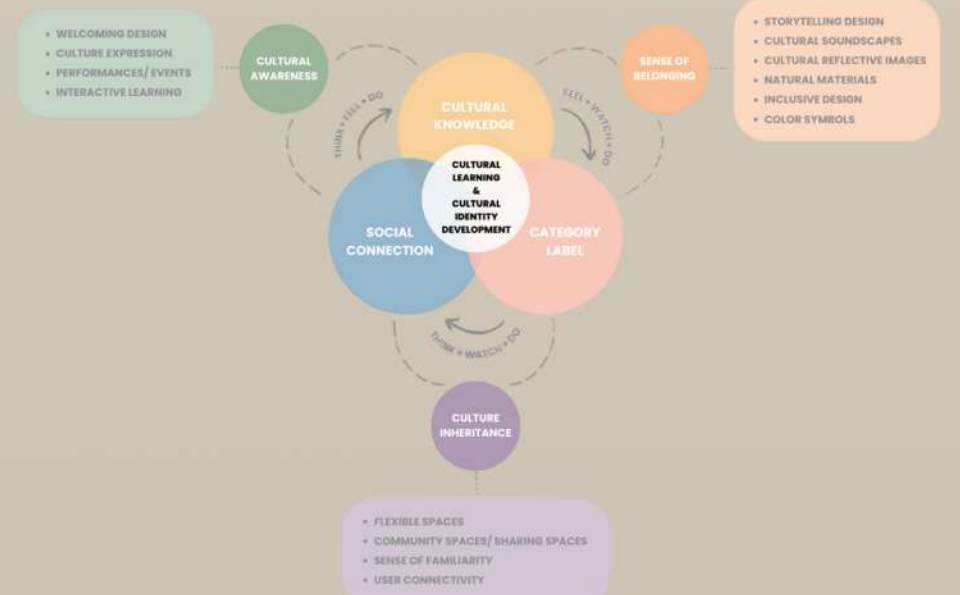 WELCOMING DESIGN
CULTURE EXPRESSION
PERFORMANCES/ EVENTS
INTERACTIVE LEARNING
CULTURAL
AWARENESS
SENSE OF
BELONGING
STORYTELLING DESIGN
CULTURAL SOUNDSCAPES
CULTURAL REFLECTIVE IMAGES
NATURAL MATERIALS
INCLUSIVE DESIGN
COLOR SYMBOLS
THINK + FEEL + DO
CULTURAL
KNOWLEDGE
FEEL + WATCH + DO
CULTURAL
LEARNING
&
CULTURAL
IDENTITY
DEVELOPMENT
SOCIAL
CONNECTION
CATEGORY
LABEL
THINK + WATCH + DO
CULTURE
INHERITANCE
FLEXIBLE SPACES
COMMUNITY SPACES/ SHARING SPACES
SENSE OF FAMILIARITY
USER CONNECTIVITY